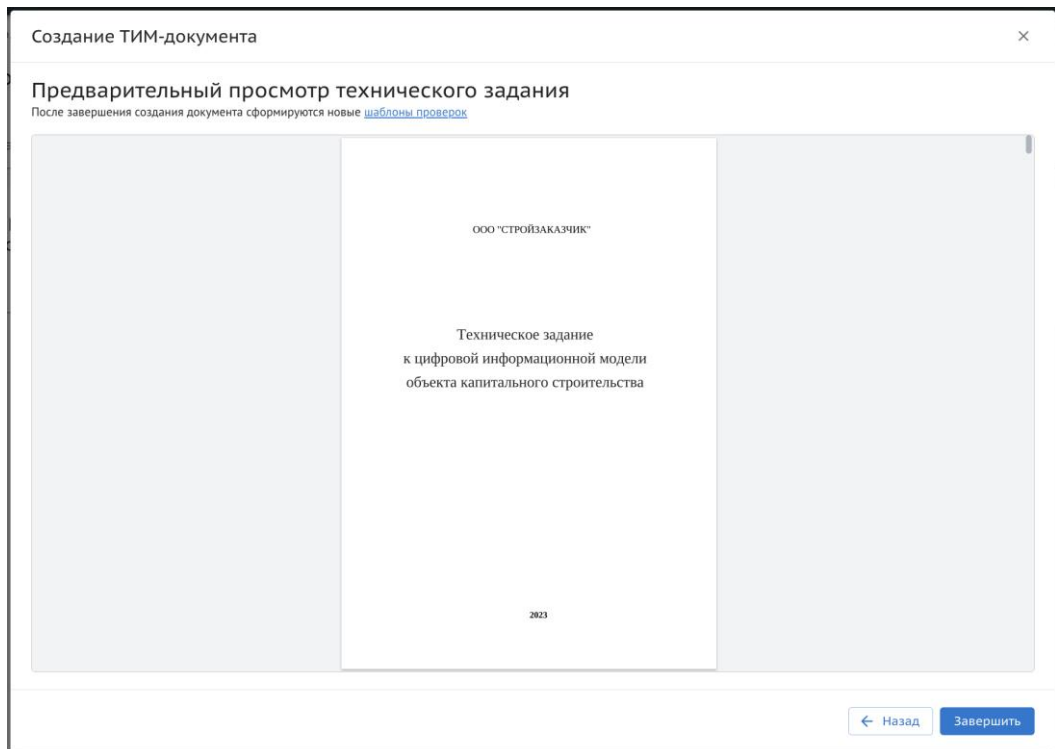 Создание ТИМ-документа
Предварительный просмотр технического задания
После завершения создания документа сформируются новые шаблоны проверок
ООО "СТРОЙЗАКАЗЧИК"
Техническое задание
к цифровой информационной модели
объекта капитального строительства
2023
Назад
Завершить